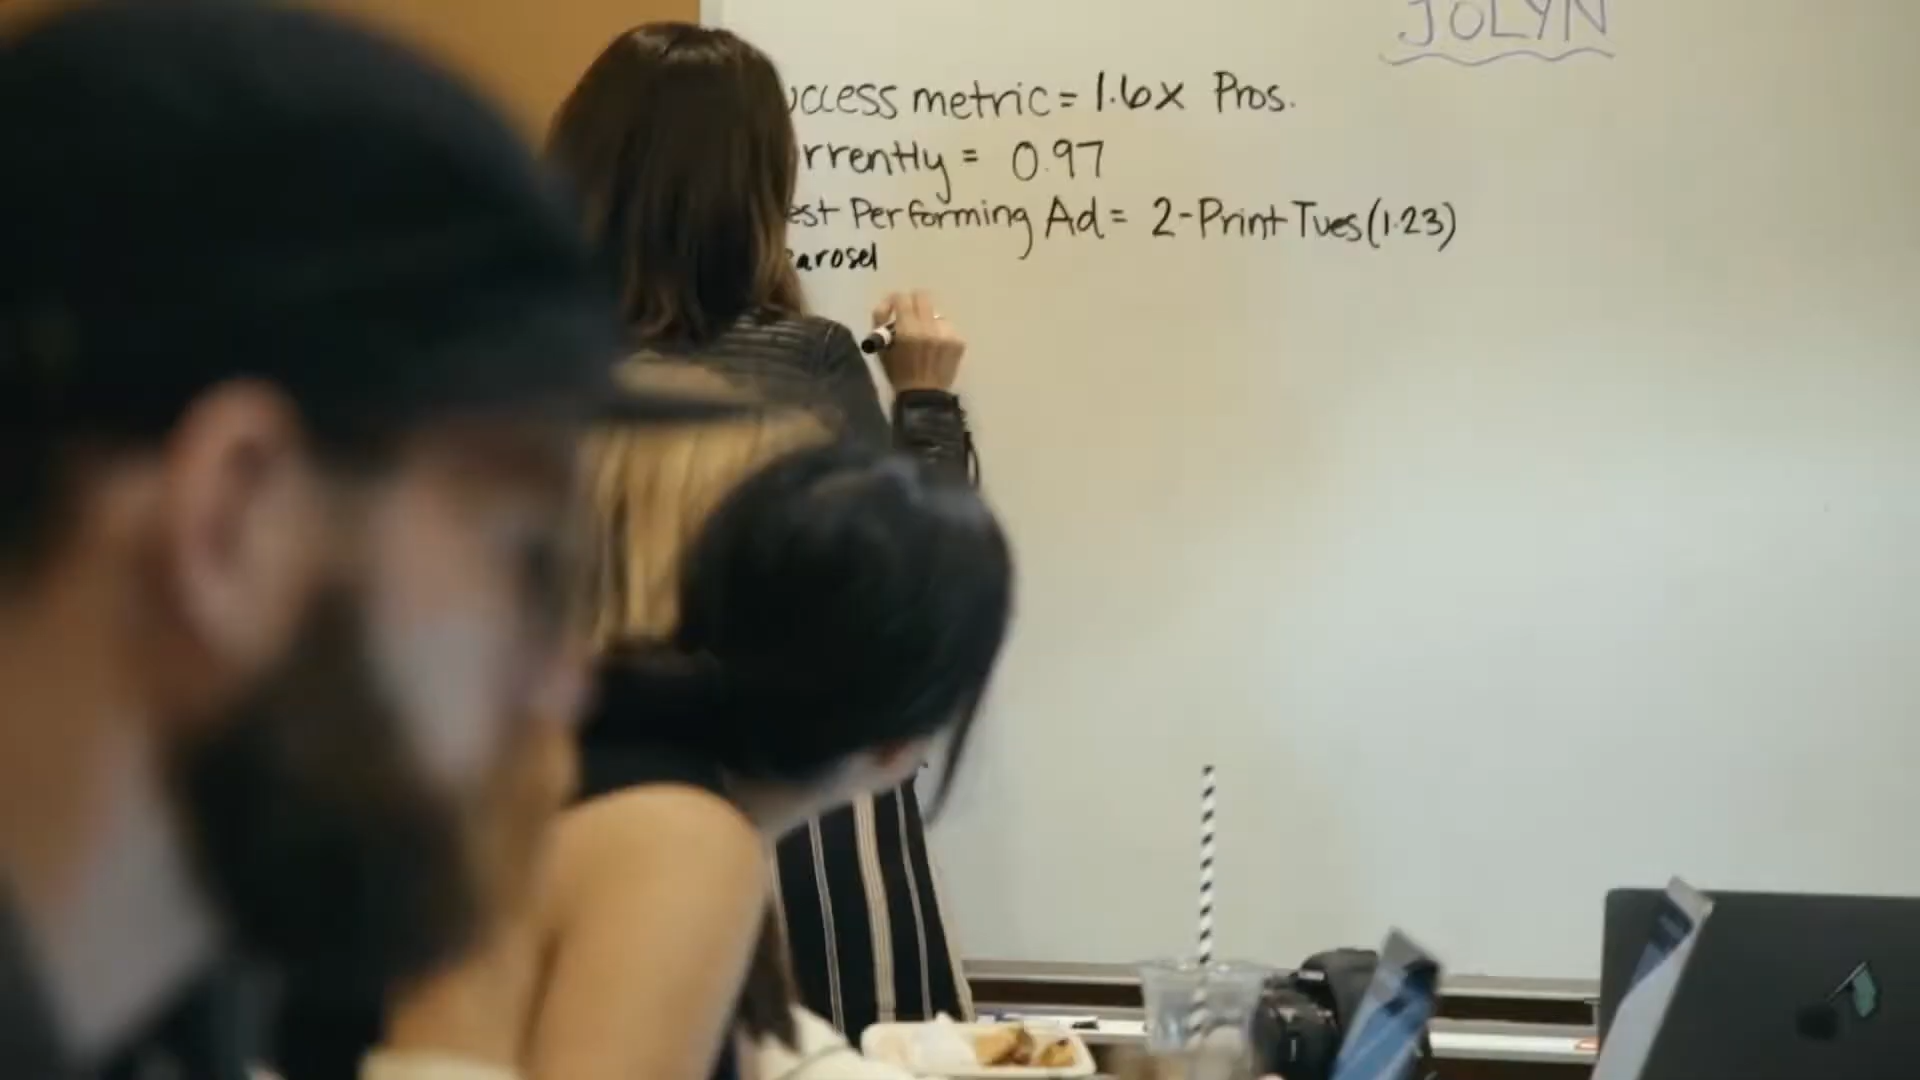 JOLYN
uccess metric = 1.6x Pros.
rrently = 0.97
est Performing Ad = 2-Print Tues (1.23)
arosel